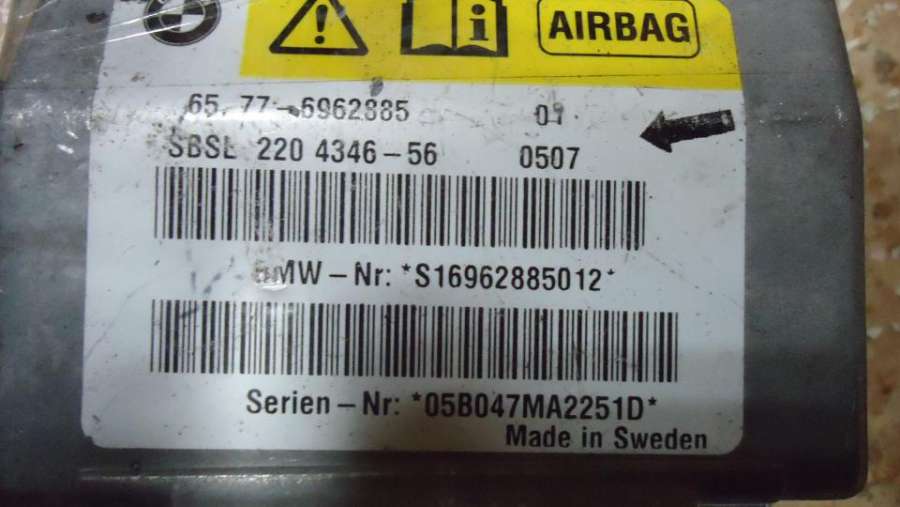 AIRBAG
65.77-6962885 01
SBSL 220 4346-56 0507
BMW-Nr: *S16962885012*
Serien-Nr: *05B047MA2251D*
Made in Sweden